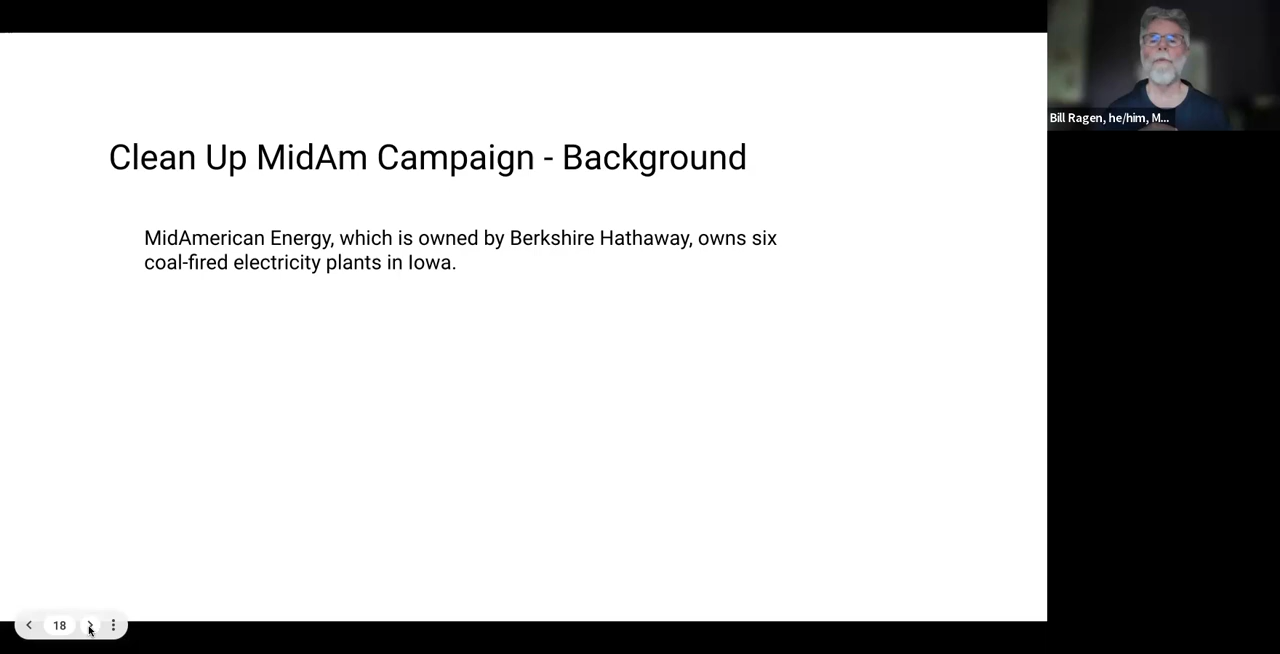 Clean Up MidAm Campaign - Background
MidAmerican Energy, which is owned by Berkshire Hathaway, owns six
coal-fired electricity plants in Iowa.
Bill Ragen, he/him, M...
18